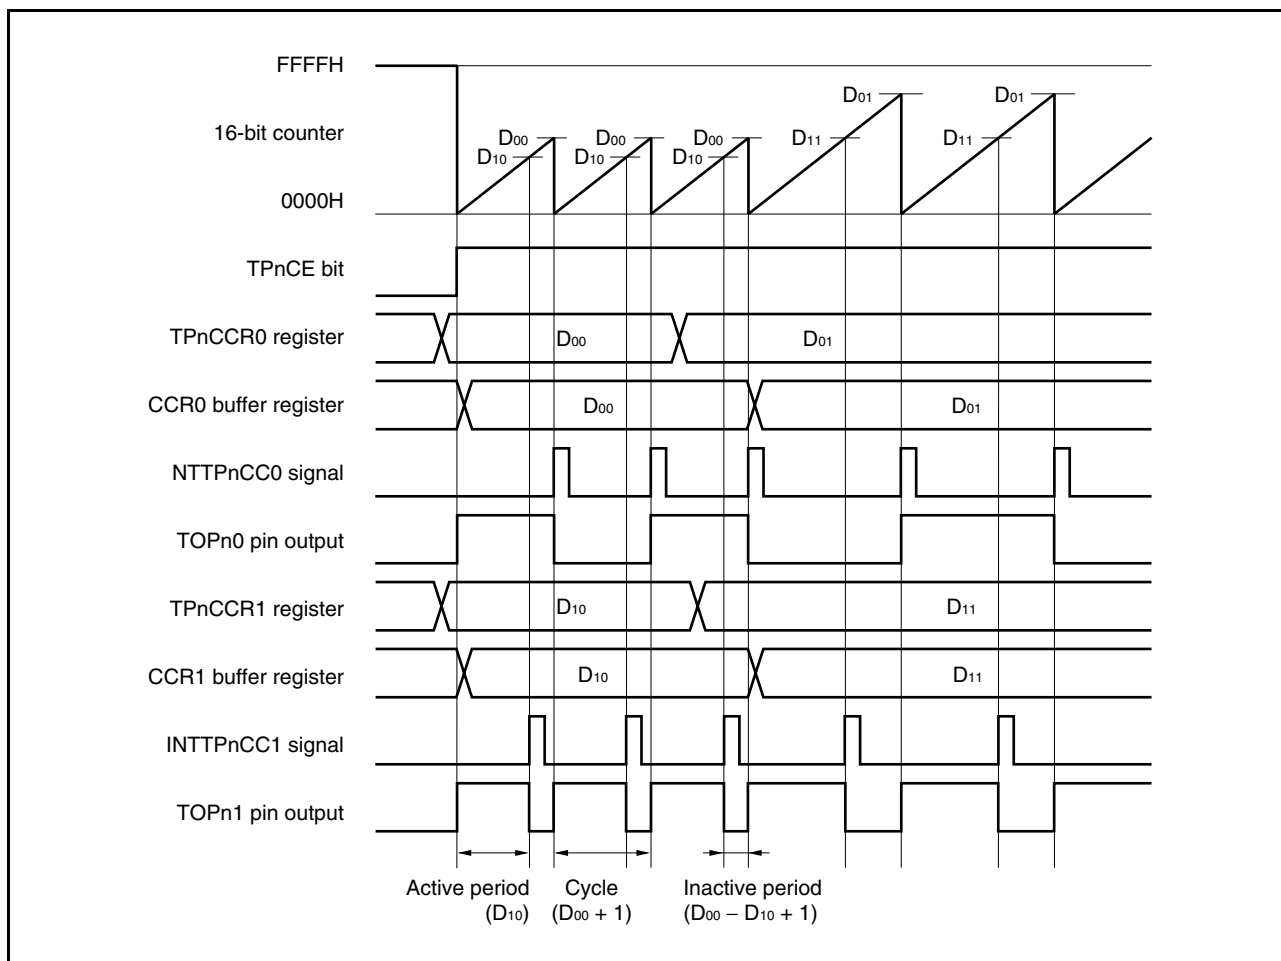 FFFFH
D01
D01
16-bit counter
D00
D00
D00
D11
D11
D10
D10
D10
0000H
TPnCE bit
TPnCCR0 register
D00
D01
CCR0 buffer register
D00
D01
NTTPnCC0 signal
TOPn0 pin output
TPnCCR1 register
D10
D11
CCR1 buffer register
D10
D11
INTTPnCC1 signal
TOPn1 pin output
Active period
(D10)
Cycle
(D00 + 1)
Inactive period
(D00 − D10 + 1)